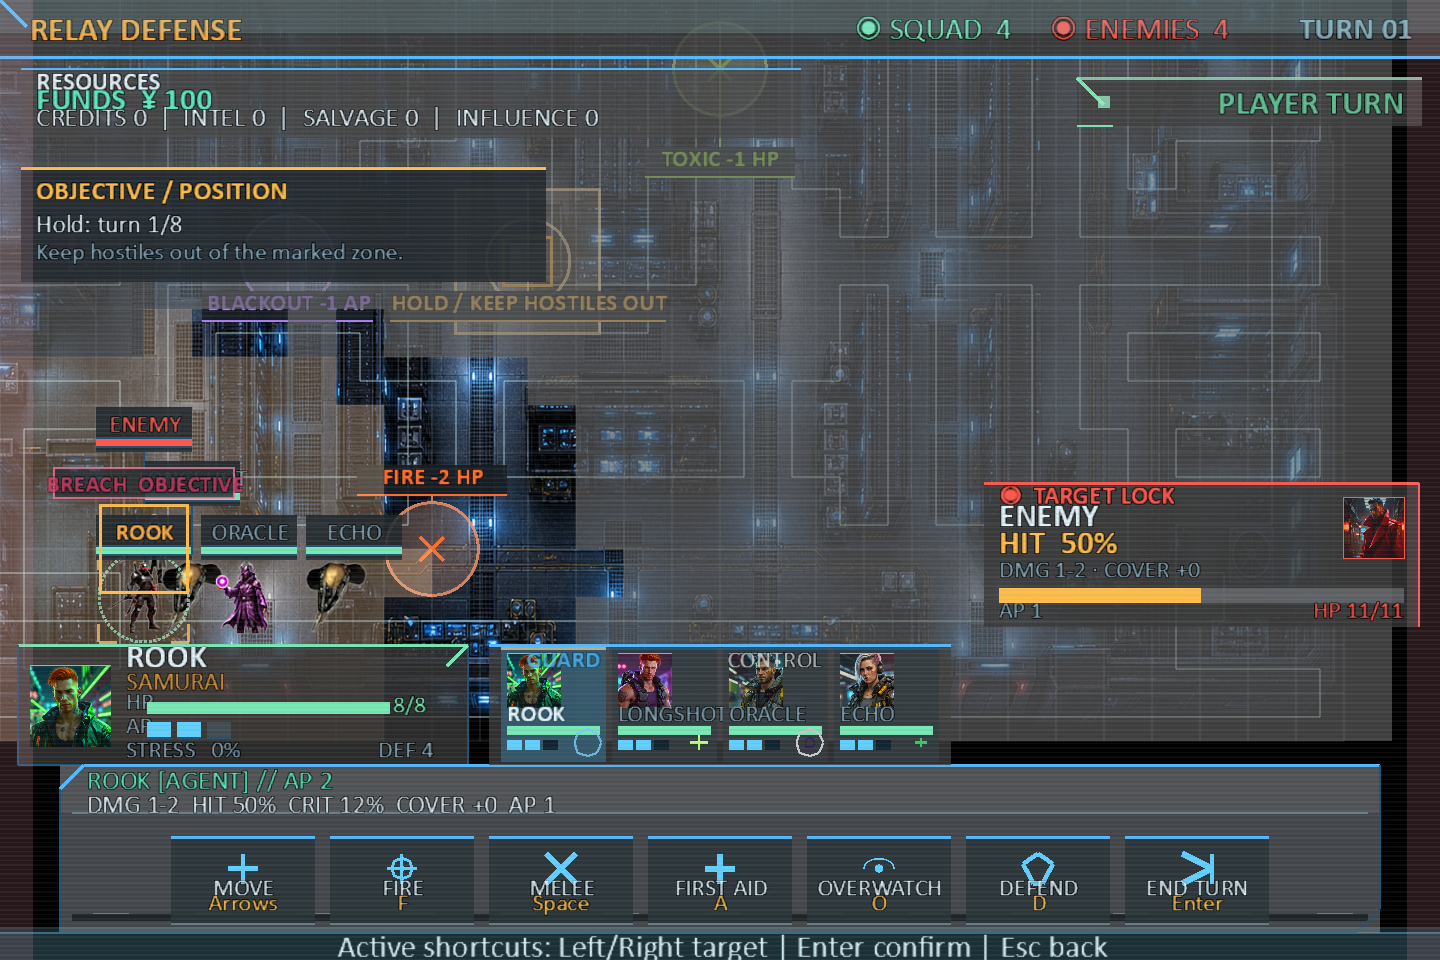 RELAY DEFENSE
SQUAD 4
ENEMIES 4
TURN 01
RESOURCES
FUNDS ¥ 100
CREDITS 0 | INTEL 0 | SALVAGE 0 | INFLUENCE 0
PLAYER TURN
TOXIC -1 HP
OBJECTIVE / POSITION
Hold: turn 1/8
Keep hostiles out of the marked zone.
BLACKOUT -1 AP
HOLD / KEEP HOSTILES OUT
ENEMY
BREACH OBJECTIVE
FIRE -2 HP
ROOK
ORACLE
ECHO
TARGET LOCK
ENEMY
HIT 50%
DMG 1-2 · COVER +0
AP 1
HP 11/11
ROOK
SAMURAI
HP
8/8
AP
STRESS 0%
DEF 4
GUARD
CONTROL
ROOK
LONGSHOT
ORACLE
ECHO
ROOK [AGENT] // AP 2
DMG 1-2 HIT 50% CRIT 12% COVER +0 AP 1
MOVE
Arrows
FIRE
F
MELEE
Space
FIRST AID
A
OVERWATCH
O
DEFEND
D
END TURN
Enter
Active shortcuts: Left/Right target | Enter confirm | Esc back